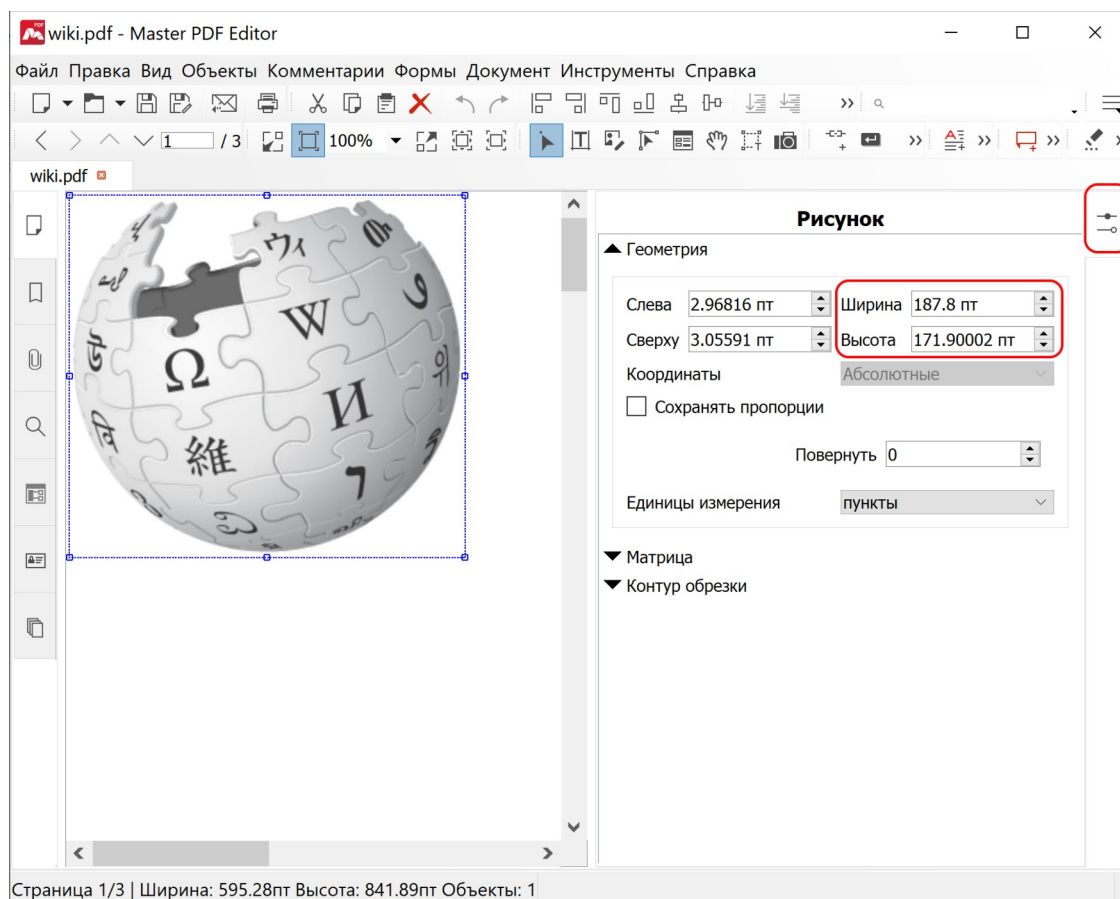 wiki.pdf - Master PDF Editor
Файл Правка Вид Объекты Комментарии Формы Документ Инструменты Справка
1 / 3 100%
wiki.pdf
Рисунок
Геометрия
Слева 2.96816 пт Ширина 187.8 пт
Сверху 3.05591 пт Высота 171.90002 пт
Координаты Абсолютные
Сохранять пропорции
Повернуть 0
Единицы измерения пункты
Матрица
Контур обрезки
ウィ
W
Ω
И
維
Страница 1/3 | Ширина: 595.28пт Высота: 841.89пт Объекты: 1